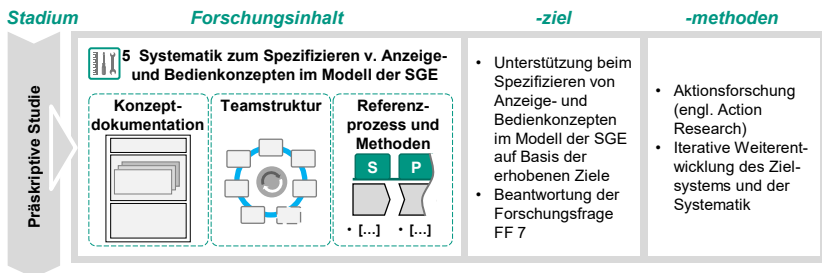 Stadium Forschungsinhalt -ziel -methoden
Präskriptive Studie
5 Systematik zum Spezifizieren v. Anzeige-
und Bedienkonzepten im Modell der SGE
Konzept-
dokumentation
Teamstruktur
Referenz-
prozess und
Methoden
S P
• [...] • [...]
• Unterstützung beim
Spezifizieren von
Anzeige- und
Bedienkonzepten
im Modell der SGE
auf Basis der
erhobenen Ziele
• Beantwortung der
Forschungsfrage
FF 7
• Aktionsforschung
(engl. Action
Research)
• Iterative Weiterent-
wicklung des Ziel-
systems und der
Systematik